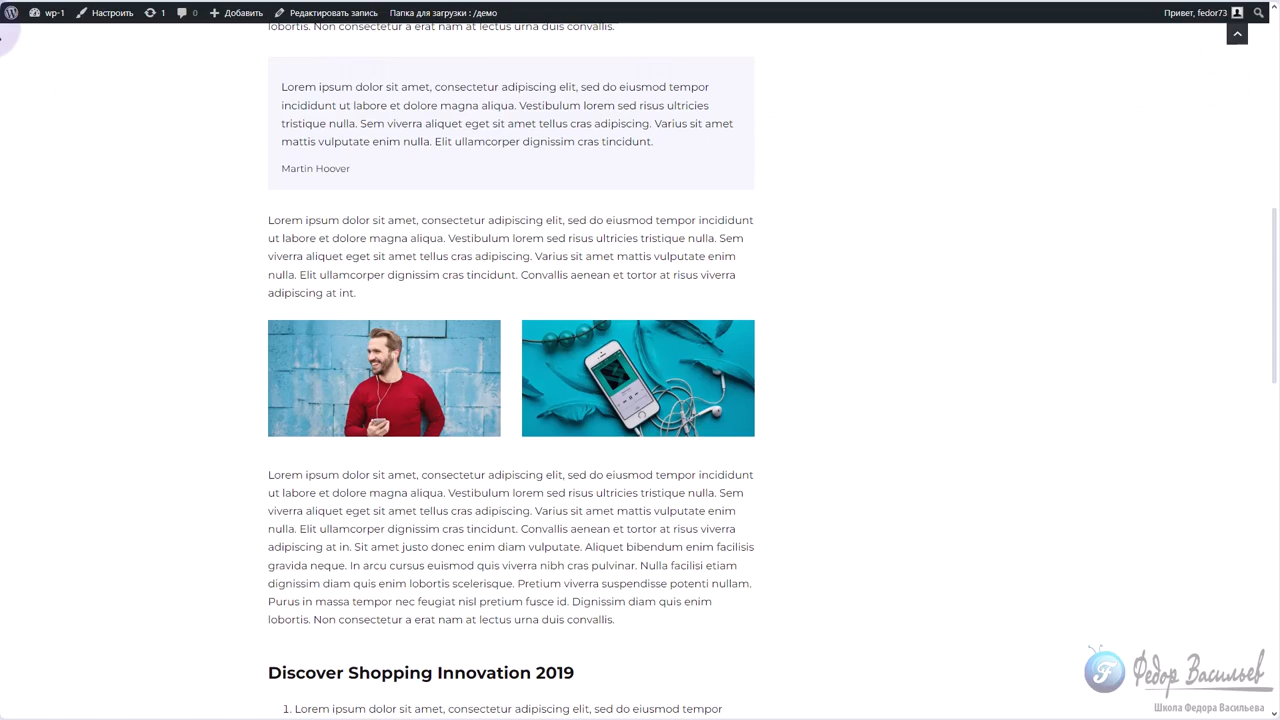 wp-1 Настроить 1 0 Добавить Редактировать запись Папка для загрузки : /демо Привет, fedor73
lobortis. Non consectetur a erat nam at lectus urna duis convallis.
Lorem ipsum dolor sit amet, consectetur adipiscing elit, sed do eiusmod tempor
incididunt ut labore et dolore magna aliqua. Vestibulum lorem sed risus ultricies
tristique nulla. Sem viverra aliquet eget sit amet tellus cras adipiscing. Varius sit amet
mattis vulputate enim nulla. Elit ullamcorper dignissim cras tincidunt.
Martin Hoover
Lorem ipsum dolor sit amet, consectetur adipiscing elit, sed do eiusmod tempor incididunt
ut labore et dolore magna aliqua. Vestibulum lorem sed risus ultricies tristique nulla. Sem
viverra aliquet eget sit amet tellus cras adipiscing. Varius sit amet mattis vulputate enim
nulla. Elit ullamcorper dignissim cras tincidunt. Convallis aenean et tortor at risus viverra
adipiscing at int.
Lorem ipsum dolor sit amet, consectetur adipiscing elit, sed do eiusmod tempor incididunt
ut labore et dolore magna aliqua. Vestibulum lorem sed risus ultricies tristique nulla. Sem
viverra aliquet eget sit amet tellus cras adipiscing. Varius sit amet mattis vulputate enim
nulla. Elit ullamcorper dignissim cras tincidunt. Convallis aenean et tortor at risus viverra
adipiscing at in. Sit amet justo donec enim diam vulputate. Aliquet bibendum enim facilisis
gravida neque. In arcu cursus euismod quis viverra nibh cras pulvinar. Nulla facilisi etiam
dignissim diam quis enim lobortis scelerisque. Pretium viverra suspendisse potenti nullam.
Purus in massa tempor nec feugiat nisl pretium fusce id. Dignissim diam quis enim
lobortis. Non consectetur a erat nam at lectus urna duis convallis.
Discover Shopping Innovation 2019
1. Lorem ipsum dolor sit amet, consectetur adipiscing elit, sed do eiusmod tempor
F Федор Васильев
Школа Федора Васильева